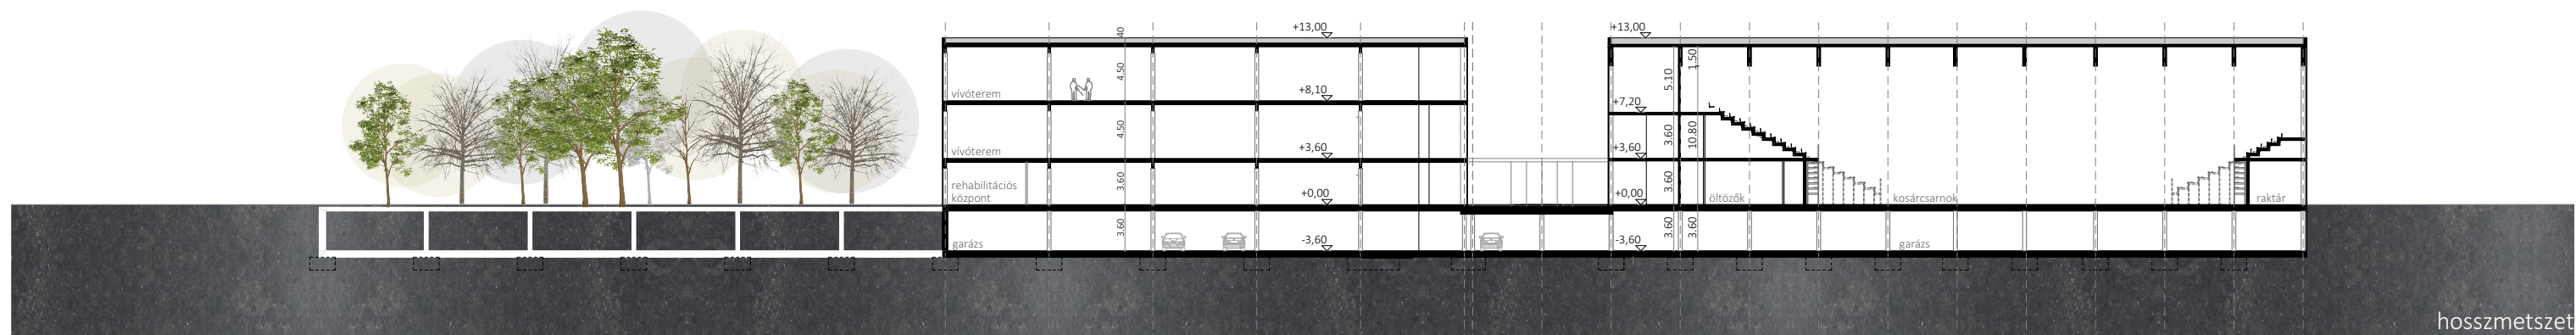 +13,00
40
4.50
vívóterem
+8,10
4.50
vívóterem
+3,60
3.60
rehabilitációs
központ
+0,00
3.60
garázs
-3,60
+13,00
1.50
5.10
+7,20
3.60
10.80
+3,60
3.60
+0,00
öltözők
kosárcsarnok
raktár
3.60
3.60
-3,60
garázs
hosszmetszet